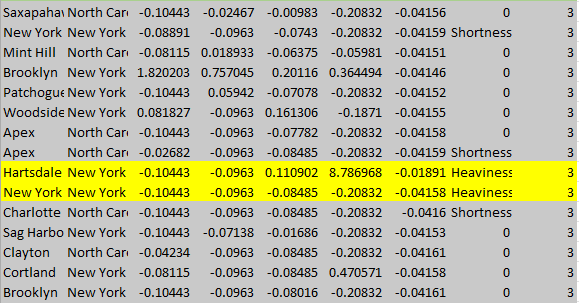 Saxapahaw North Carc -0.10443 -0.02467 -0.00983 -0.20832 -0.04156 0 3
New York New York -0.08891 -0.0963 -0.0743 -0.20832 -0.04159 Shortness 3
Mint Hill North Carc -0.08115 0.018933 -0.06375 -0.05981 -0.04151 0 3
Brooklyn New York 1.820203 0.757045 0.20116 0.364494 -0.04146 0 3
Patchogue New York -0.10443 0.05942 -0.07078 -0.20832 -0.04152 0 3
Woodside New York 0.081827 -0.0963 0.161306 -0.1871 -0.04155 0 3
Apex North Carc -0.10443 -0.0963 -0.07782 -0.20832 -0.04158 0 3
Apex North Carc -0.02682 -0.0963 -0.08485 -0.20832 -0.04159 Shortness 3
Hartsdale New York -0.10443 -0.0963 0.110902 8.786968 -0.01891 Heaviness 3
New York New York -0.10443 -0.0963 -0.08485 -0.20832 -0.04158 Heaviness 3
Charlotte North Carc -0.10443 -0.0963 -0.08485 -0.20832 -0.0416 Shortness 3
Sag Harbo New York -0.10443 -0.07138 -0.01686 -0.20832 -0.04153 0 3
Clayton North Carc -0.04234 -0.0963 -0.08485 -0.20832 -0.04161 0 3
Cortland New York -0.08115 -0.0963 -0.08485 0.470571 -0.04158 0 3
Brooklyn New York -0.10443 -0.0963 -0.08016 -0.20832 -0.04161 0 3